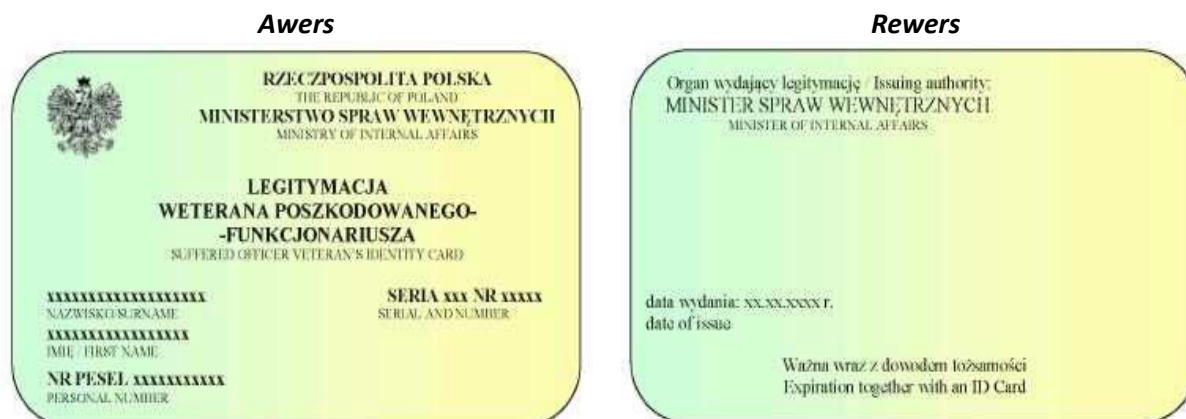 Awers
RZECZPOSPOLITA POLSKA
THE REPUBLIC OF POLAND
MINISTERSTWO SPRAW WEWNĘTRZNYCH
MINISTRY OF INTERNAL AFFAIRS
LEGITYMACJA
WETERANA POSZKODOWANEGO-
-FUNKCJONARIUSZA
SUFFERED OFFICER VETERAN'S IDENTITY CARD
xxxxxxxxxxxxxxxxxxx
NAZWISKO/SURNAME
xxxxxxxxxxxxxxxxx
IMIĘ / FIRST NAME
NR PESEL xxxxxxxxxxx
PERSONAL NUMBER
SERIA xxx NR xxxxx
SERIAL AND NUMBER
Rewers
Organ wydający legitymację / Issuing authority:
MINISTER SPRAW WEWNĘTRZNYCH
MINISTER OF INTERNAL AFFAIRS
data wydania: xx.xx.xxxx r.
date of issue
Ważna wraz z dowodem tożsamości
Expiration together with an ID Card